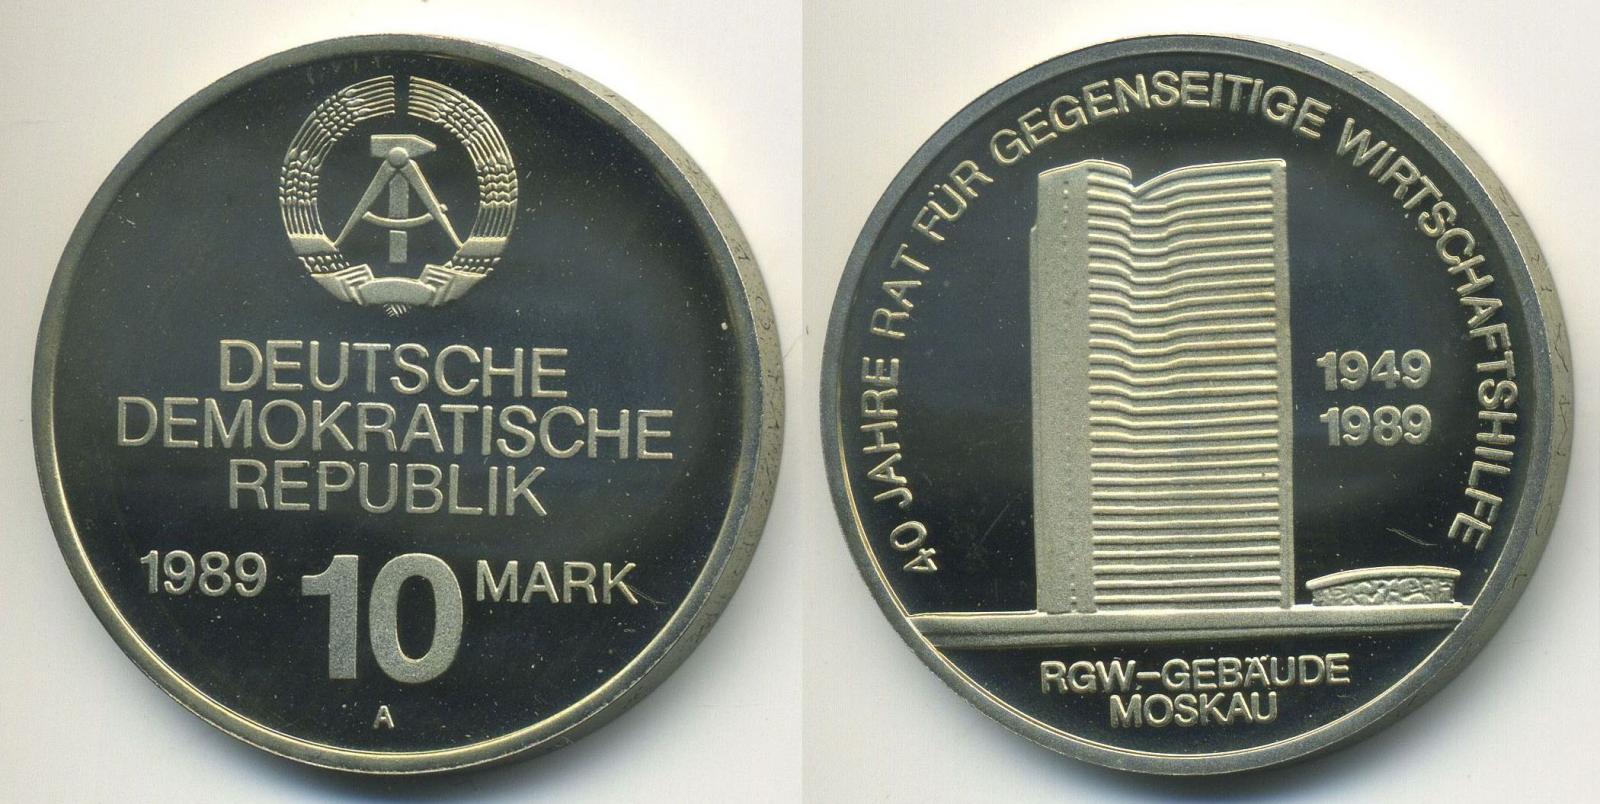 DEUTSCHE
DEMOKRATISCHE
REPUBLIK
1989 10 MARK
A
40 JAHRE RAT FÜR GEGENSEITIGE WIRTSCHAFTSHILFE
1949
1989
RGW-GEBÄUDE
MOSKAU